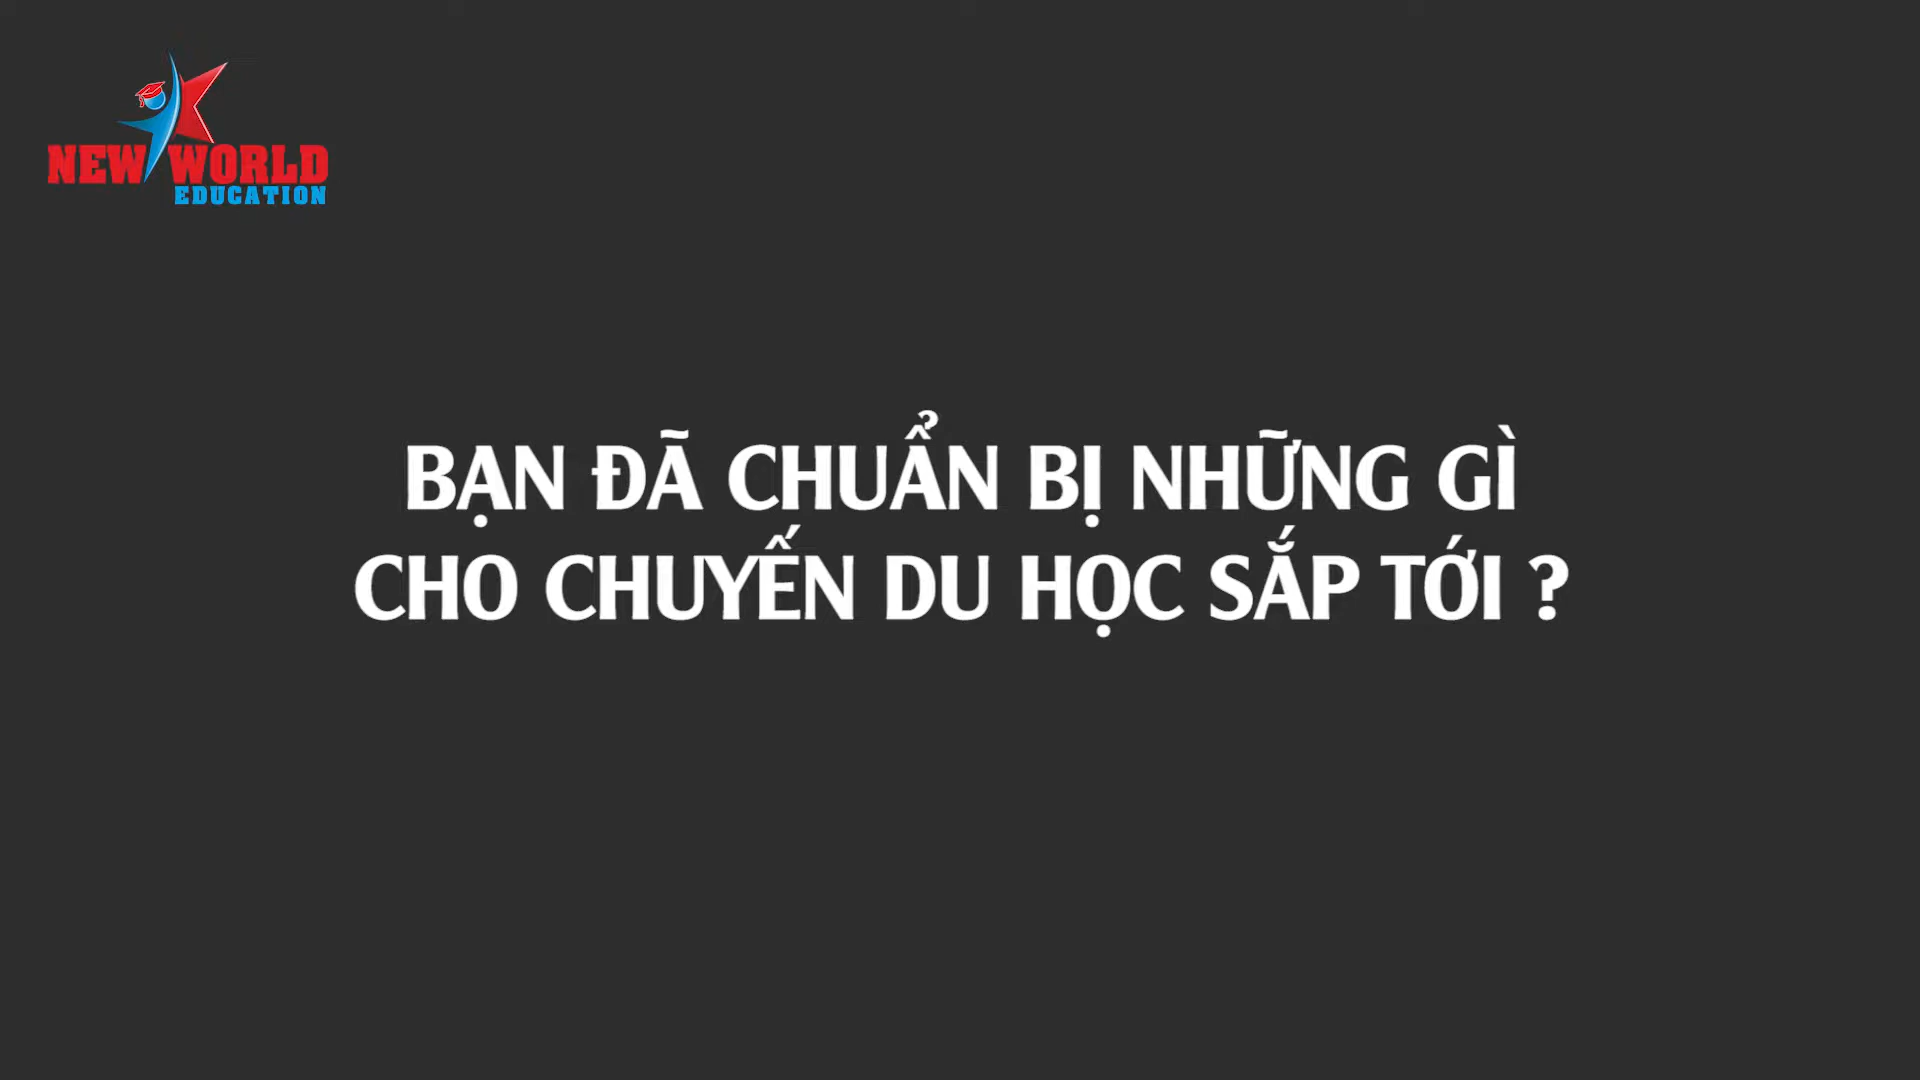 NEW WORLD
EDUCATION
BẠN ĐÃ CHUẨN BỊ NHỮNG GÌ
CHO CHUYẾN DU HỌC SẮP TỚI ?